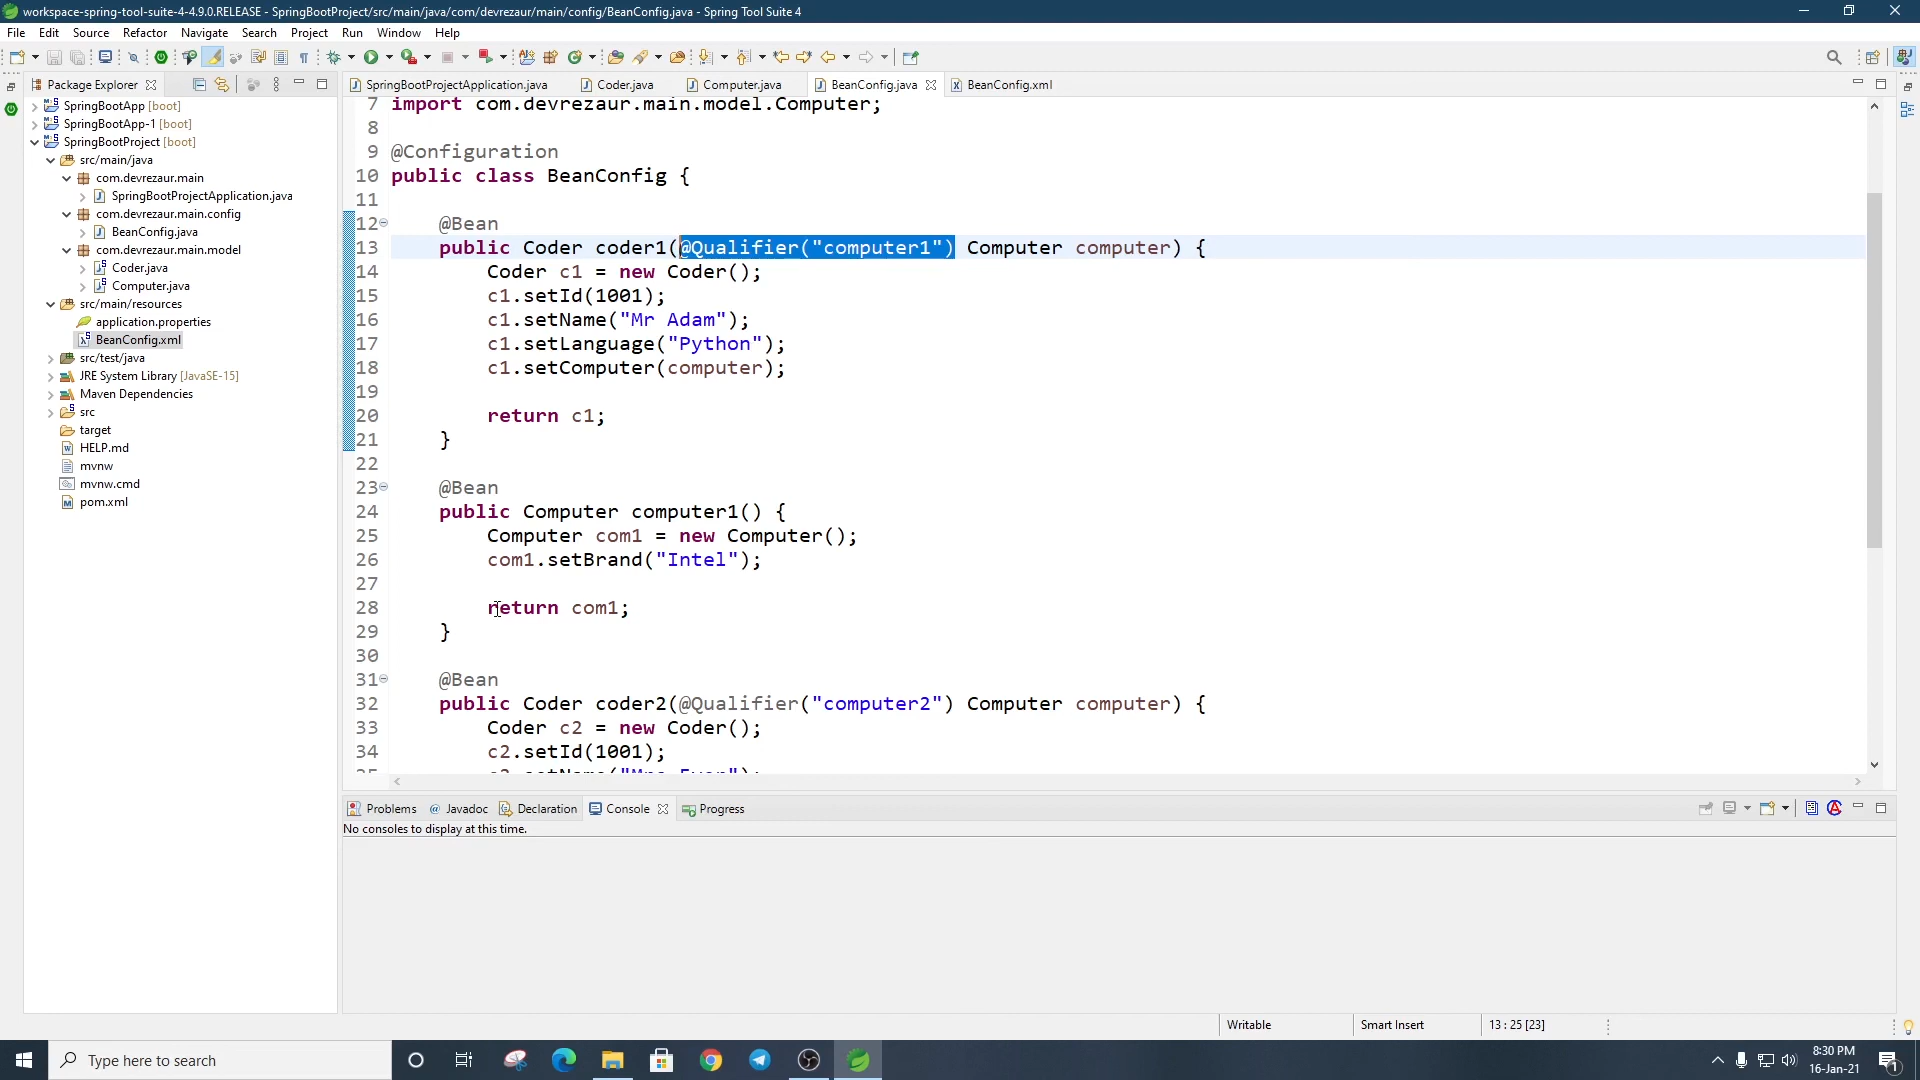 workspace-spring-tool-suite-4-4.9.0.RELEASE - SpringBootProject/src/main/java/com/devrezaur/main/config/BeanConfig.java - Spring Tool Suite 4
File Edit Source Refactor Navigate Search Project Run Window Help
Package Explorer
SpringBootApp [boot]
SpringBootApp-1 [boot]
SpringBootProject [boot]
src/main/java
com.devrezaur.main
SpringBootProjectApplication.java
com.devrezaur.main.config
BeanConfig.java
com.devrezaur.main.model
Coder.java
Computer.java
src/main/resources
application.properties
BeanConfig.xml
src/test/java
JRE System Library [JavaSE-15]
Maven Dependencies
src
target
HELP.md
mvnw
mvnw.cmd
pom.xml
SpringBootProjectApplication.java Coder.java Computer.java BeanConfig.java BeanConfig.xml
7 import com.devrezaur.main.model.Computer;
8
9 @Configuration
10 public class BeanConfig {
11
12 @Bean
13 public Coder coder1(@Qualifier("computer1") Computer computer) {
14 Coder c1 = new Coder();
15 c1.setId(1001);
16 c1.setName("Mr Adam");
17 c1.setLanguage("Python");
18 c1.setComputer(computer);
19
20 return c1;
21 }
22
23 @Bean
24 public Computer computer1() {
25 Computer com1 = new Computer();
26 com1.setBrand("Intel");
27
28 return com1;
29 }
30
31 @Bean
32 public Coder coder2(@Qualifier("computer2") Computer computer) {
33 Coder c2 = new Coder();
34 c2.setId(1001);
Problems Javadoc Declaration Console Progress
No consoles to display at this time.
Writable Smart Insert 13 : 25 [23]
Type here to search
8:30 PM
16-Jan-21
1